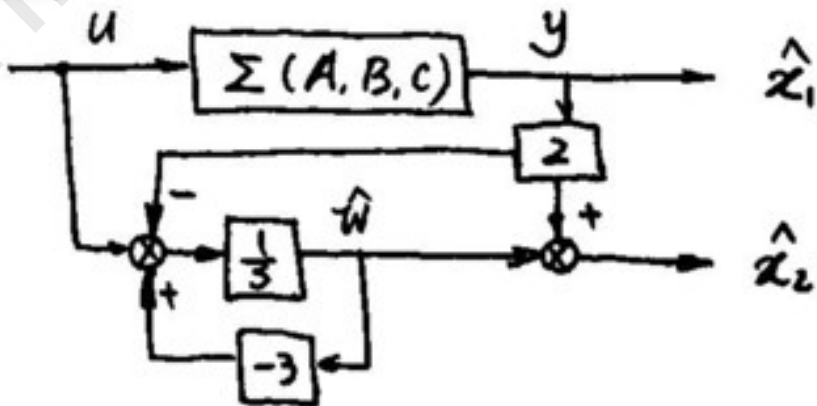 u
Σ(A,B,C)
y
x̂₁
2
−
ŵ
+
1/3
x̂₂
+
-3